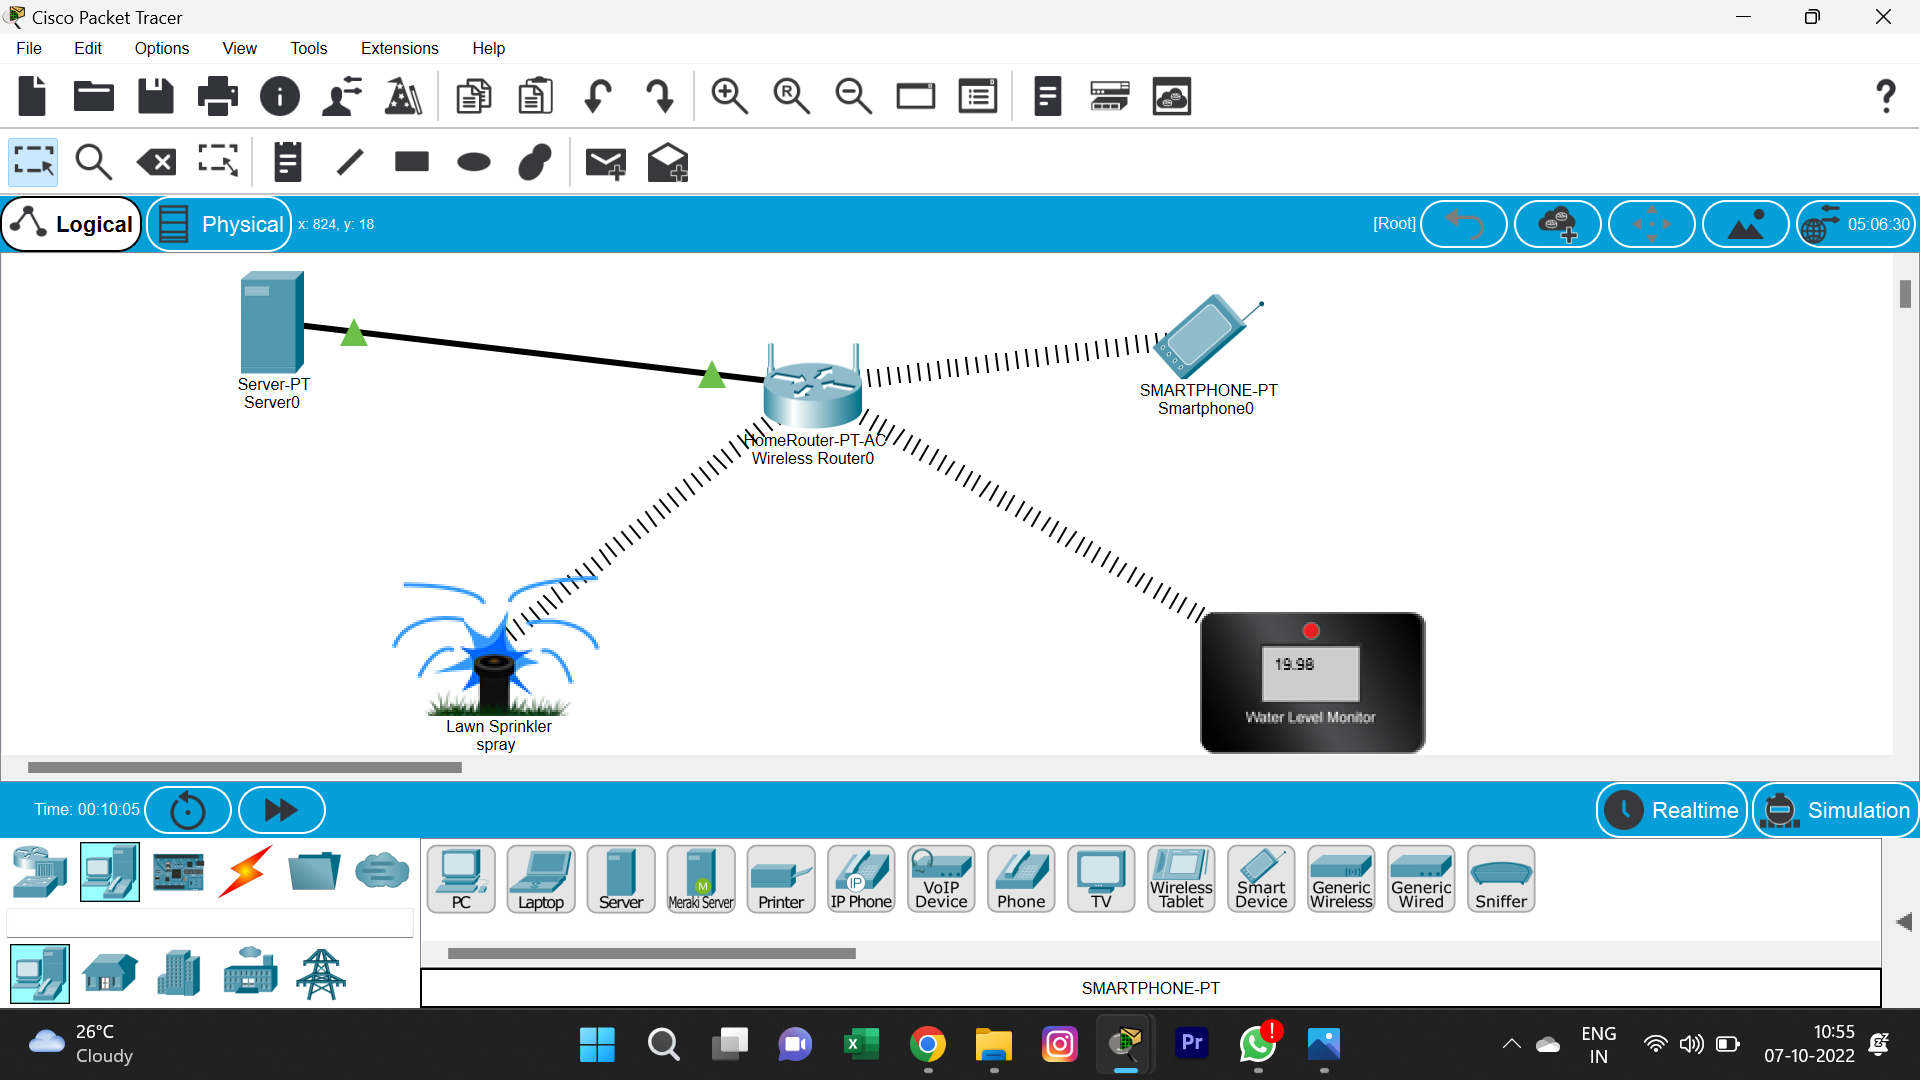 Cisco Packet Tracer
File Edit Options View Tools Extensions Help
R
Logical Physical x: 824, y: 18 [Root] 05:06:30
Server-PT
Server0
SMARTPHONE-PT
Smartphone0
HomeRouter-PT-AC
Wireless Router0
19.98
Water Level Monitor
Lawn Sprinkler
spray
Time: 00:10:05 Realtime Simulation
PC
Laptop
Server
M
Meraki Server
Printer
IP
IP Phone
VoIP
Device
Phone
TV
Wireless
Tablet
Smart
Device
Generic
Wireless
Generic
Wired
Sniffer
SMARTPHONE-PT
26°C
Cloudy
Pr
ENG
IN
10:55
07-10-2022